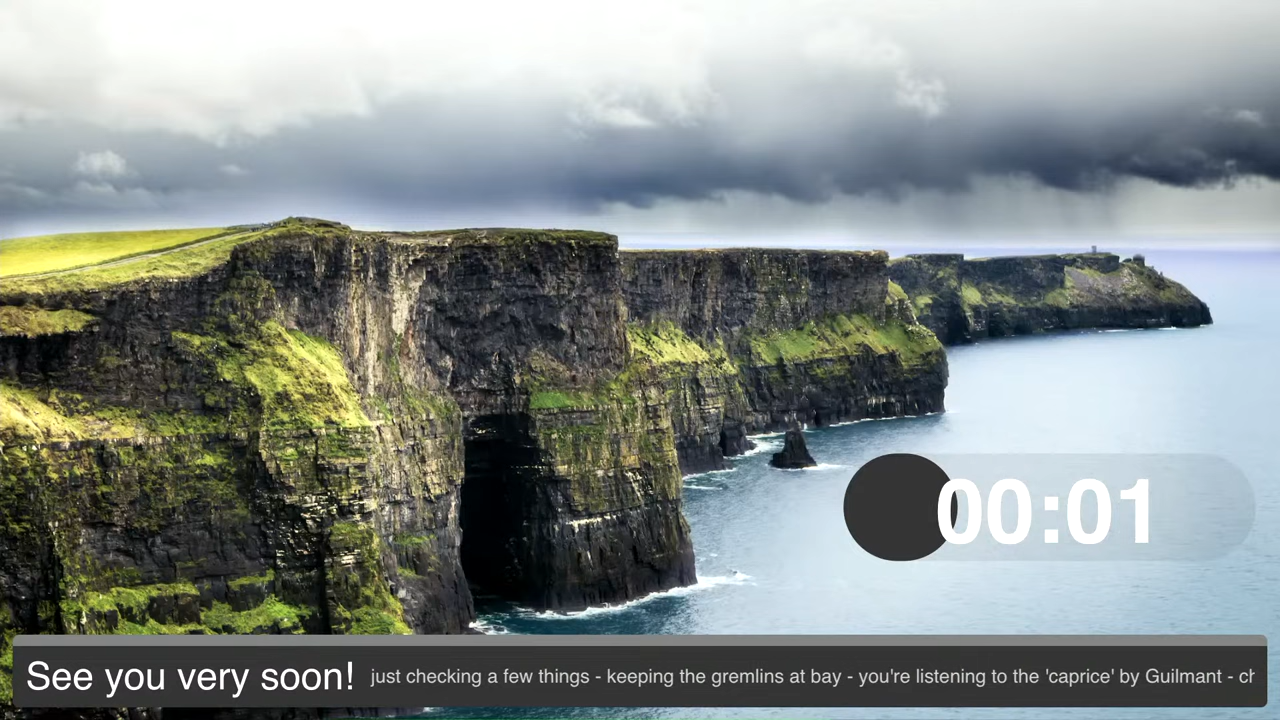 00:01
See you very soon! just checking a few things - keeping the gremlins at bay - you're listening to the 'caprice' by Guilmant - ch